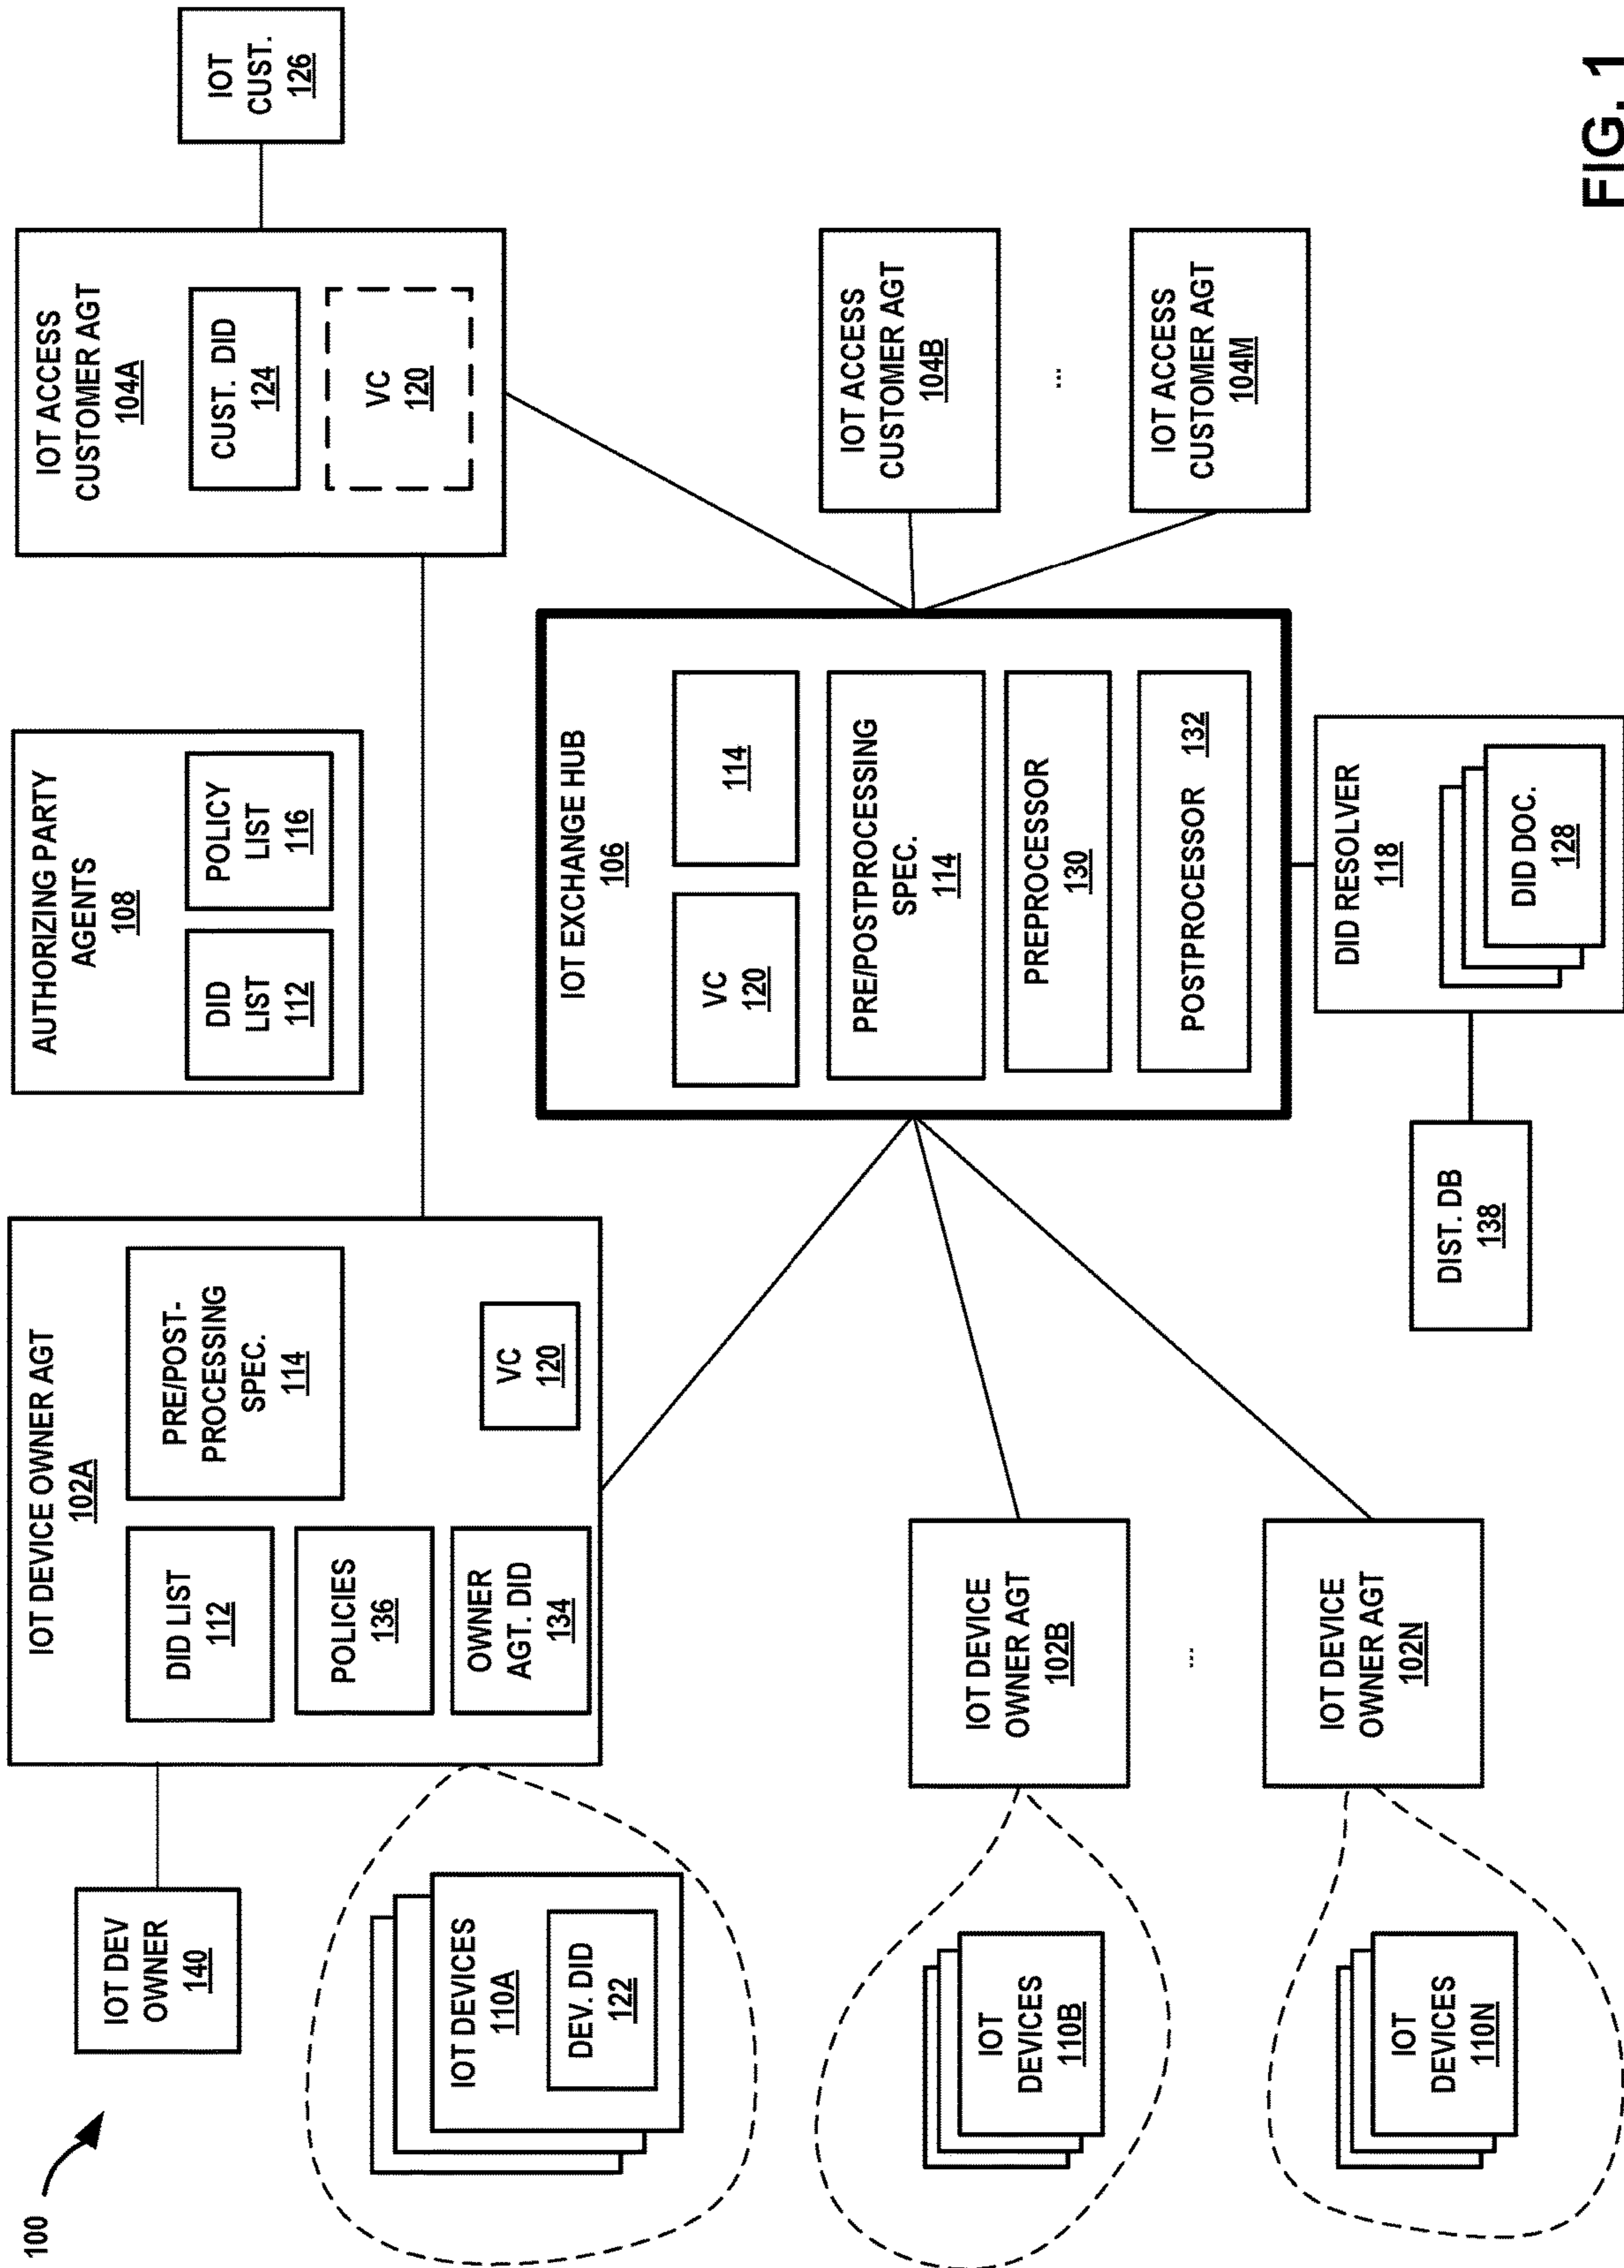 100
IOT DEV
OWNER
140
IOT DEVICE OWNER AGT
102A
DID LIST
112
PRE/POST-
PROCESSING
SPEC.
114
POLICIES
136
OWNER
AGT. DID
134
VC
120
AUTHORIZING PARTY
AGENTS
108
DID
LIST
112
POLICY
LIST
116
IOT ACCESS
CUSTOMER AGT
104A
CUST. DID
124
VC
120
IOT
CUST.
126
IOT DEVICES
110A
DEV. DID
122
IOT EXCHANGE HUB
106
VC
120
114
PRE/POSTPROCESSING
SPEC.
114
PREPROCESSOR
130
POSTPROCESSOR 132
IOT ACCESS
CUSTOMER AGT
104B
...
IOT ACCESS
CUSTOMER AGT
104M
IOT
DEVICES
110B
IOT DEVICE
OWNER AGT
102B
...
IOT
DEVICES
110N
IOT DEVICE
OWNER AGT
102N
DIST. DB
138
DID RESOLVER
118
DID DOC.
128
FIG. 1